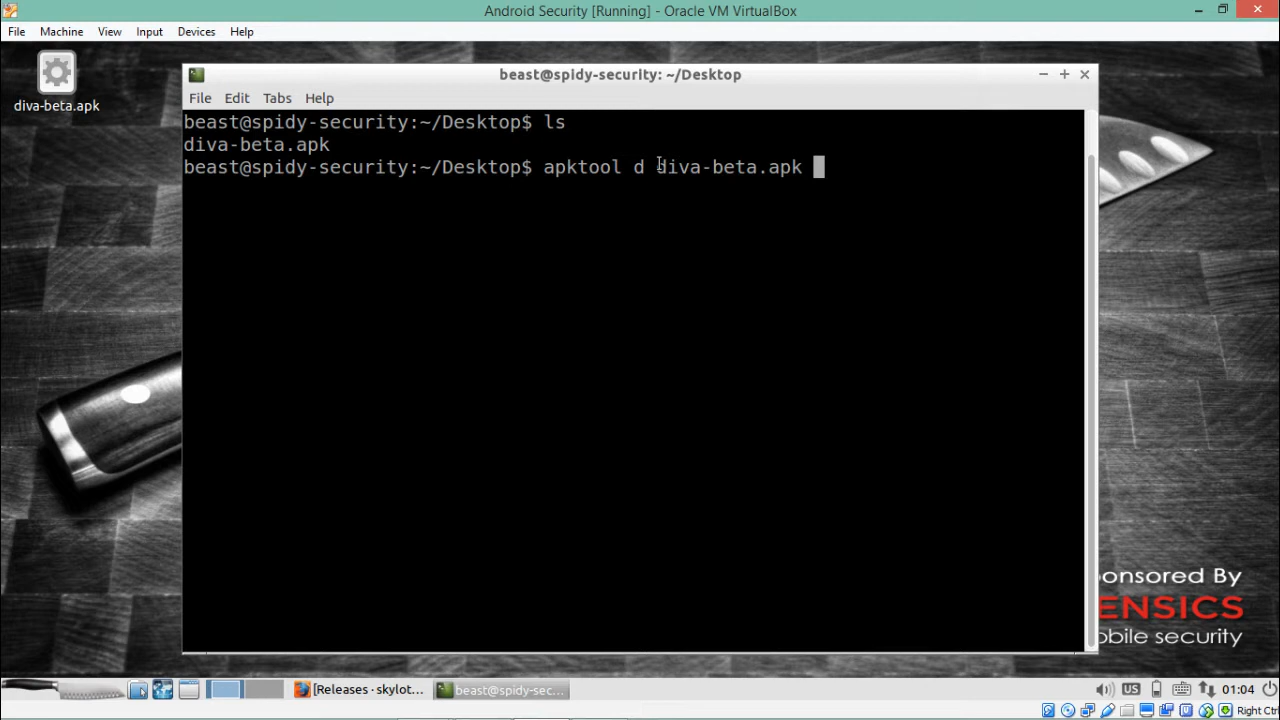 Android Security [Running] - Oracle VM VirtualBox
File Machine View Input Devices Help
diva-beta.apk
beast@spidy-security: ~/Desktop
File Edit Tabs Help
beast@spidy-security:~/Desktop$ ls
diva-beta.apk
beast@spidy-security:~/Desktop$ apktool d diva-beta.apk
ponsored By
ENSICS
obile security
[Releases · skylot...
beast@spidy-sec...
US
01:04
Right Ctrl